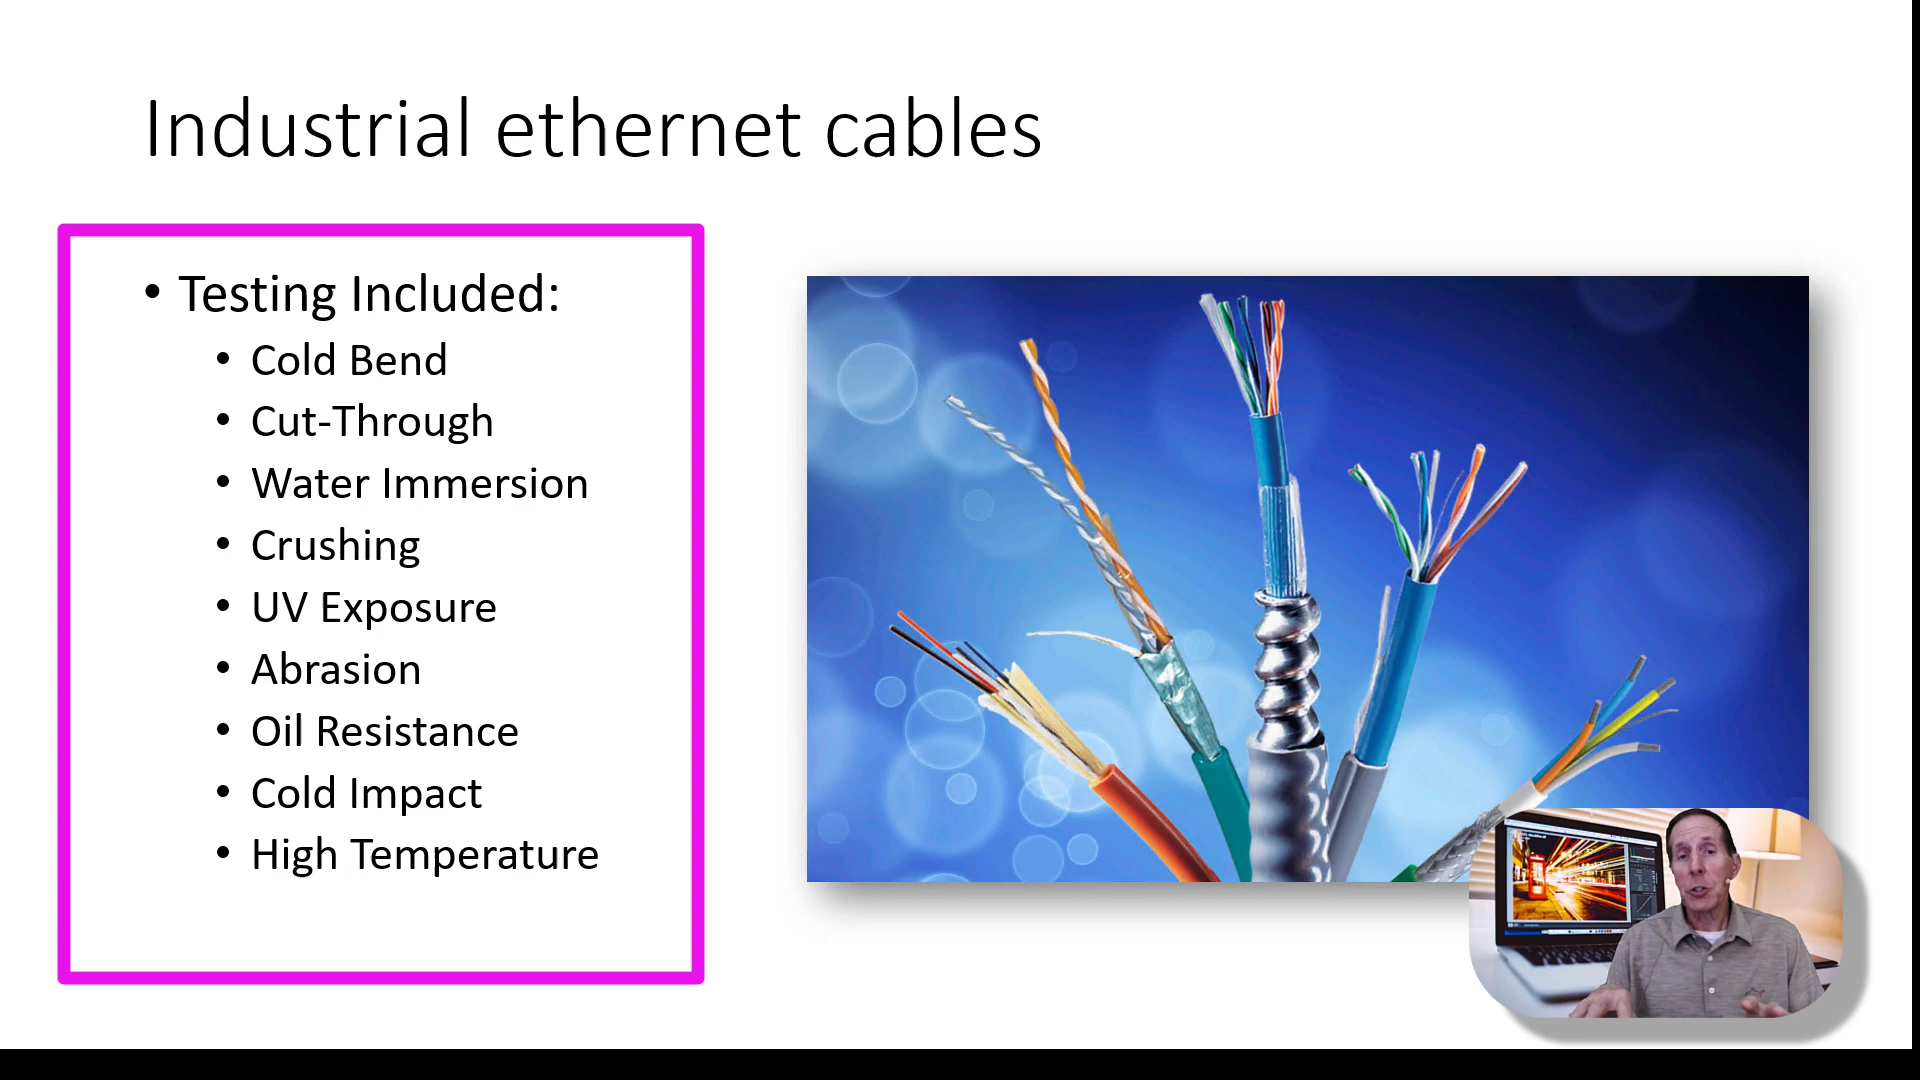 Industrial ethernet cables
• Testing Included:
• Cold Bend
• Cut-Through
• Water Immersion
• Crushing
• UV Exposure
• Abrasion
• Oil Resistance
• Cold Impact
• High Temperature